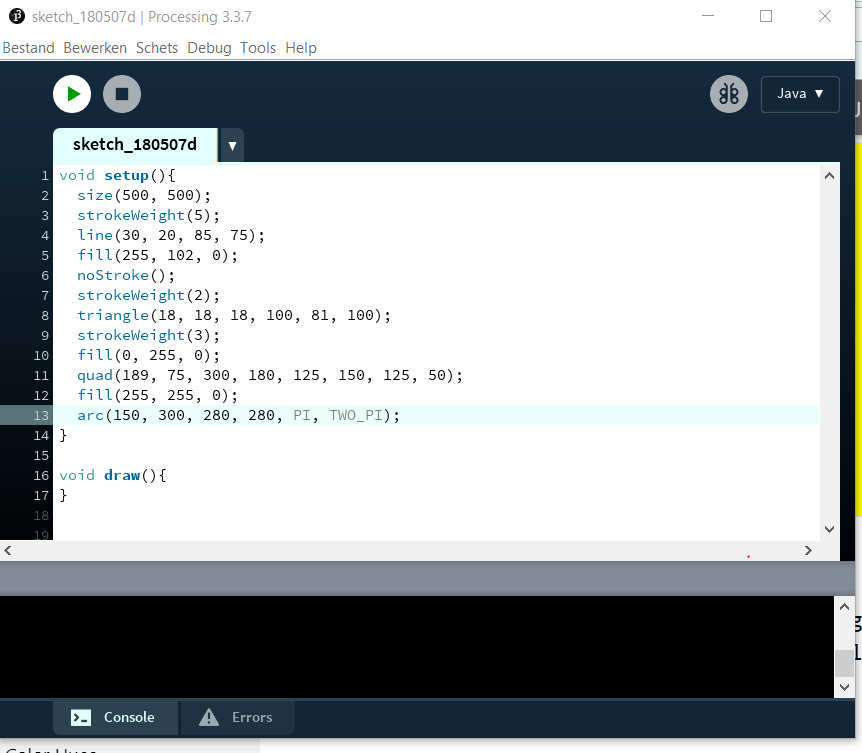 sketch_180507d | Processing 3.3.7
Bestand Bewerken Schets Debug Tools Help
Java ▼
sketch_180507d ▼
1 void setup(){
2   size(500, 500);
3   strokeWeight(5);
4   line(30, 20, 85, 75);
5   fill(255, 102, 0);
6   noStroke();
7   strokeWeight(2);
8   triangle(18, 18, 18, 100, 81, 100);
9   strokeWeight(3);
10   fill(0, 255, 0);
11   quad(189, 75, 300, 180, 125, 150, 125, 50);
12   fill(255, 255, 0);
13   arc(150, 300, 280, 280, PI, TWO_PI);
14 }
15
16 void draw(){
17 }
18
19
Console Errors